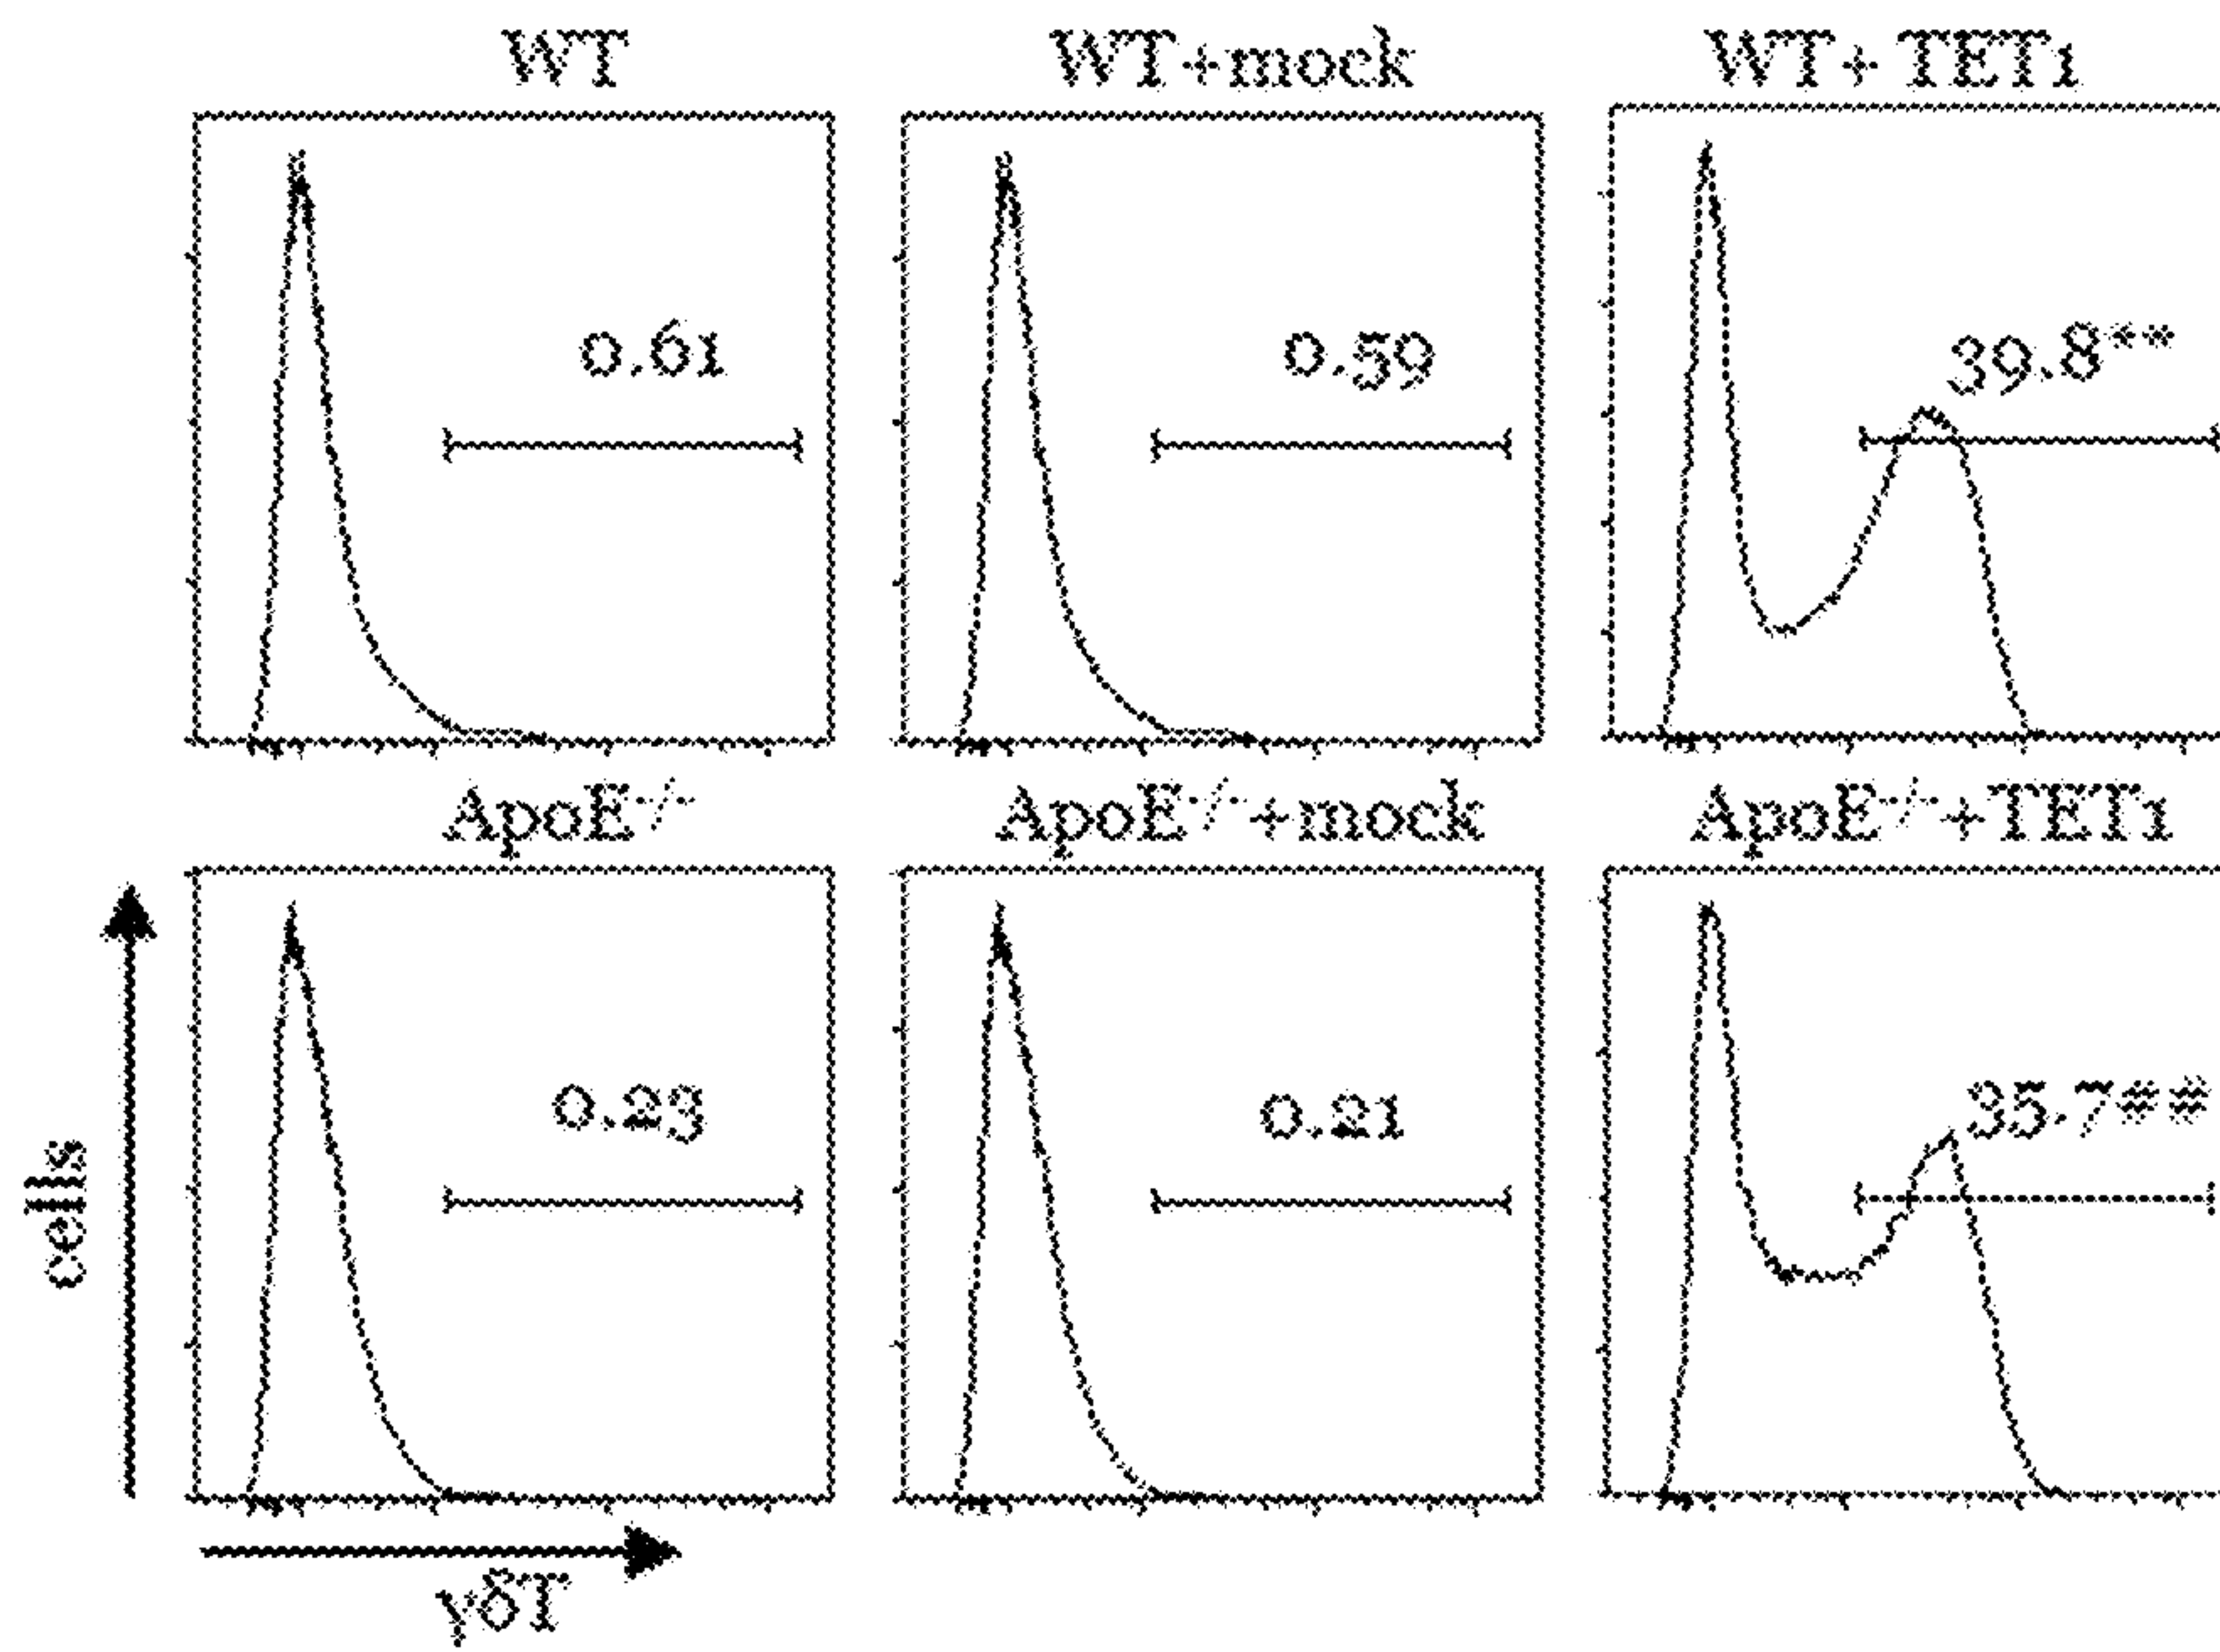 WT
WT+mock
WT+ TET1
0.61
0.59
39.8**
ApoE-/-
ApoE-/-+mock
ApoE-/-+TET1
0.23
0.21
35.7##
cells
γδT